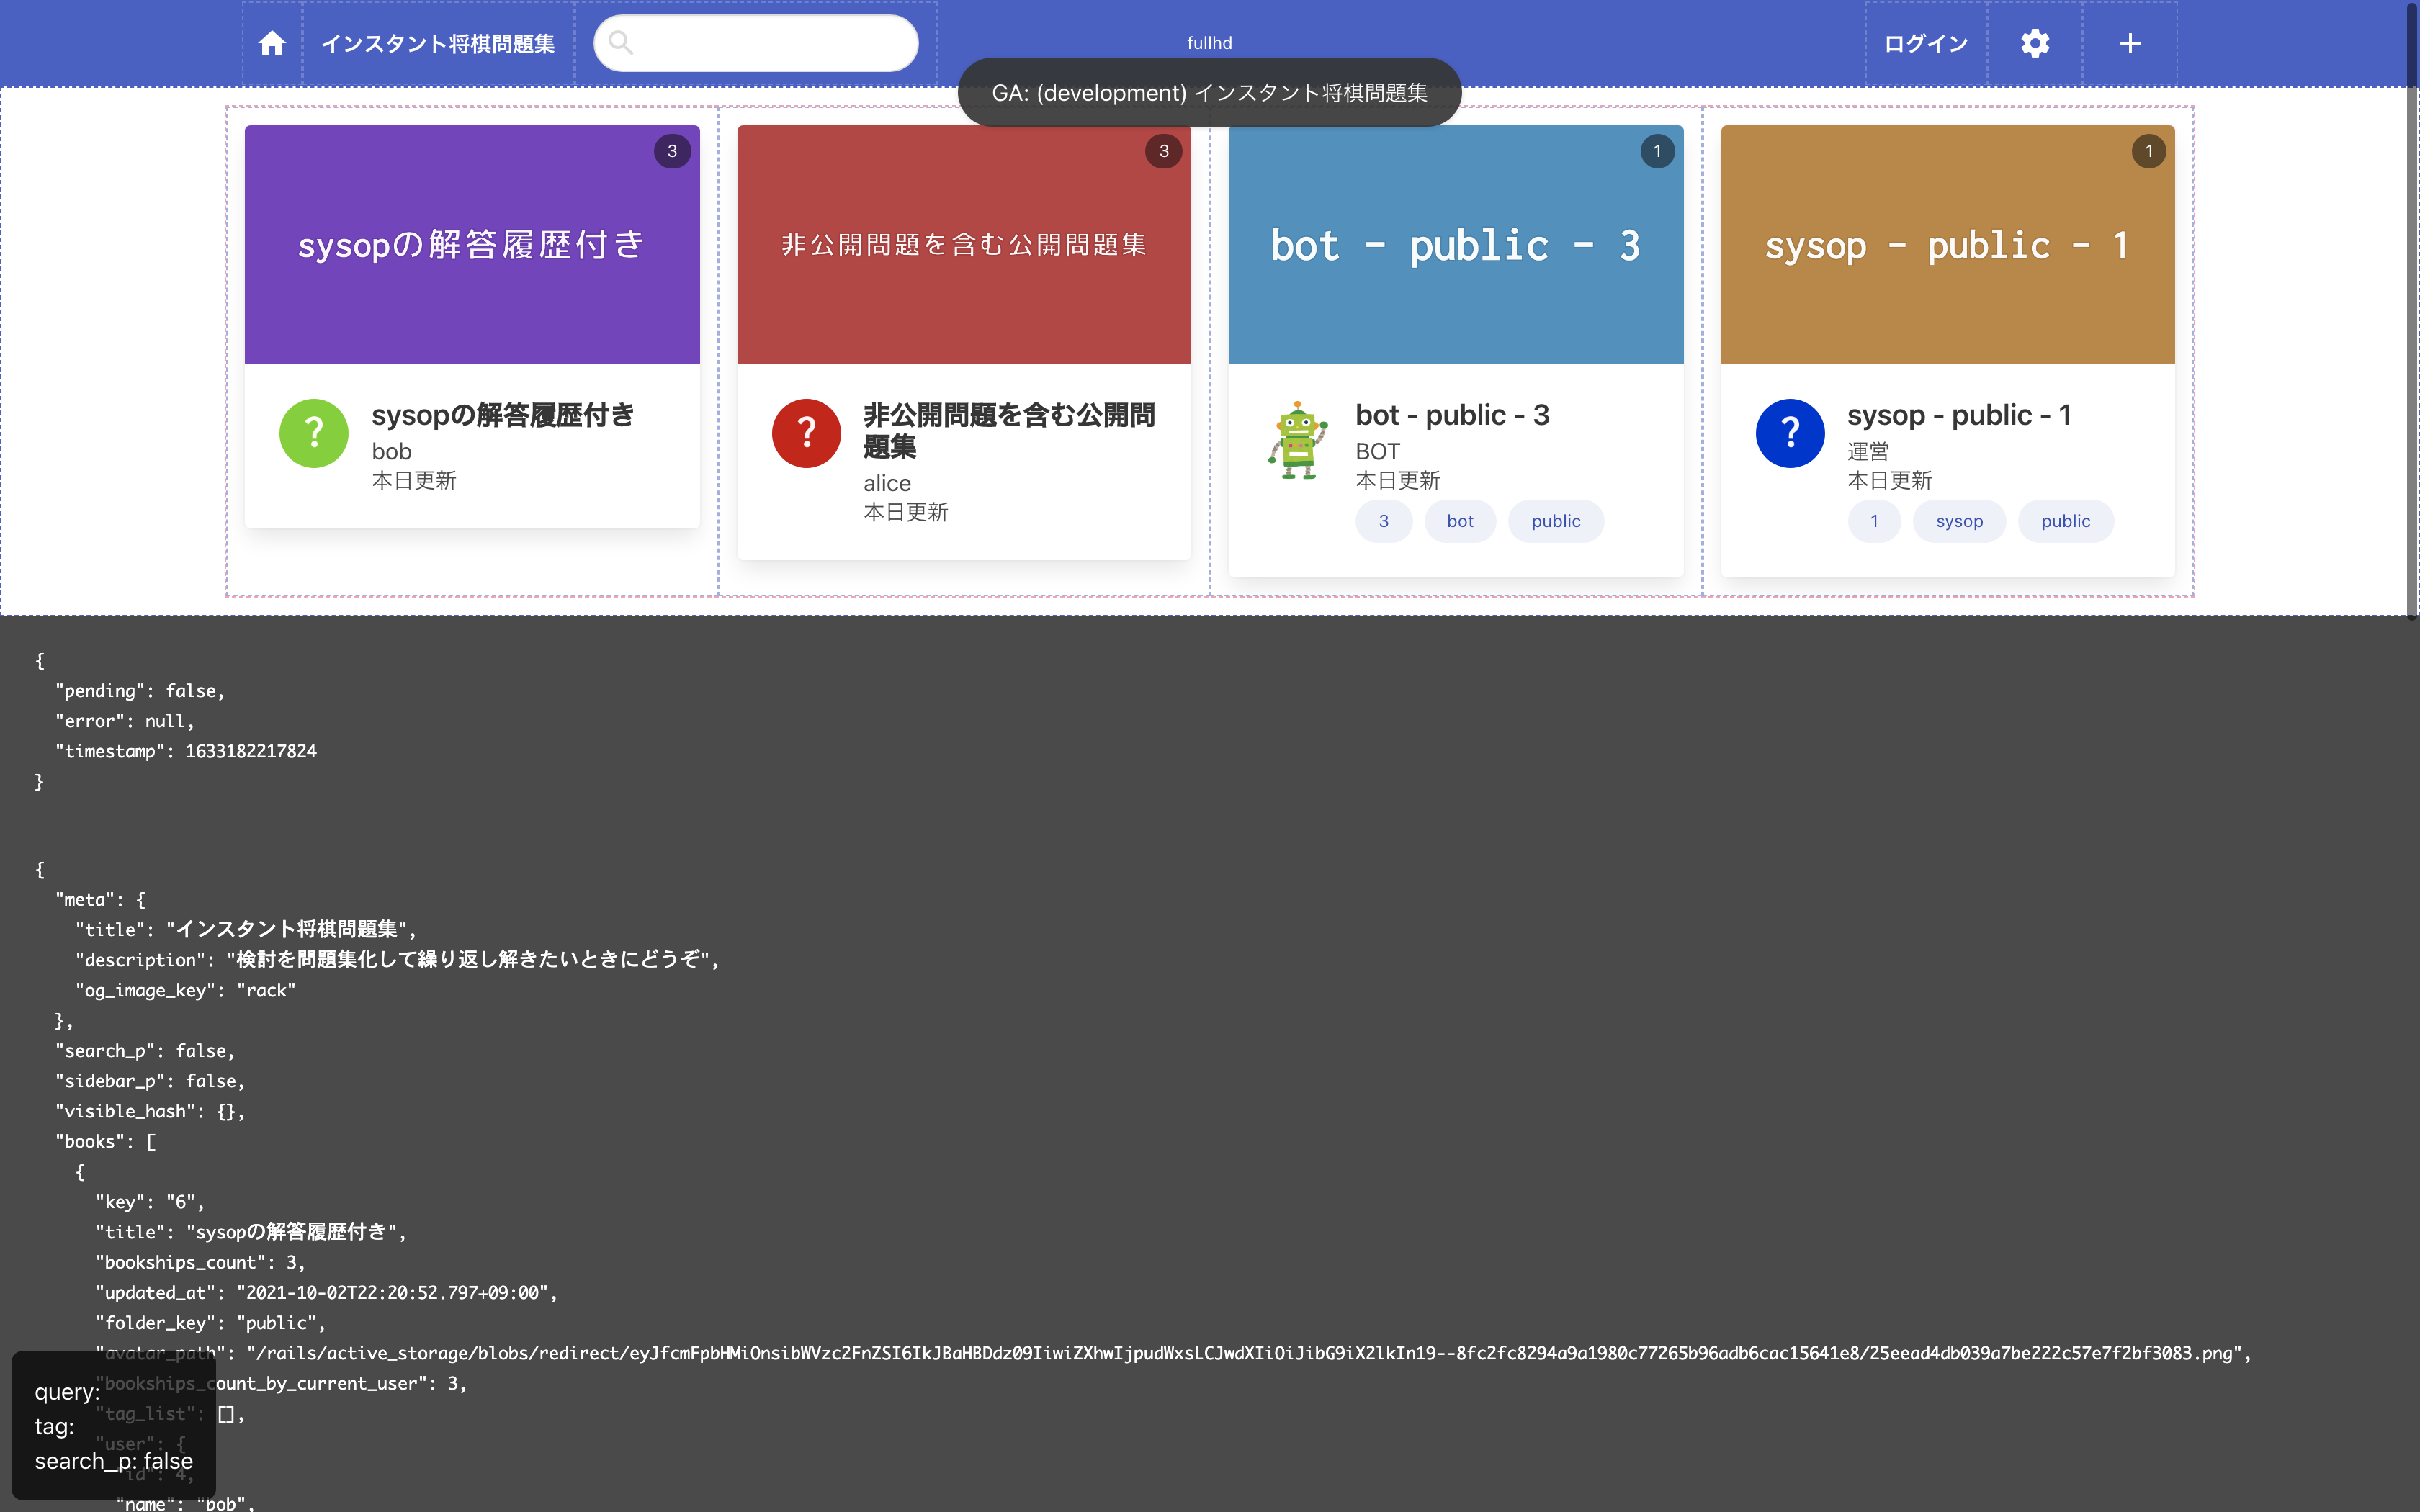 インスタント将棋問題集
fullhd
ログイン
GA: (development) インスタント将棋問題集
3
sysopの解答履歴付き
sysopの解答履歴付き
bob
本日更新
3
非公開問題を含む公開問題集
非公開問題を含む公開問
題集
alice
本日更新
1
bot - public - 3
bot - public - 3
BOT
本日更新
3 bot public
1
sysop - public - 1
sysop - public - 1
運営
本日更新
1 sysop public
{
"pending": false,
"error": null,
"timestamp": 1633182217824
}
{
"meta": {
"title": "インスタント将棋問題集",
"description": "検討を問題集化して繰り返し解きたいときにどうぞ",
"og_image_key": "rack"
},
"search_p": false,
"sidebar_p": false,
"visible_hash": {},
"books": [
{
"key": "6",
"title": "sysopの解答履歴付き",
"bookships_count": 3,
"updated_at": "2021-10-02T22:20:52.797+09:00",
"folder_key": "public",
"avatar_path": "/rails/active_storage/blobs/redirect/eyJfcmFpbHMiOnsibWVzc2FnZSI6IkJBaHBDdz09IiwiZXhwIjpudWxsLCJwdXIiOiJibG9iX2lkIn19--8fc2fc8294a9a1980c77265b96adb6cac15641e8/25eead4db039a7be222c57e7f2bf3083.png",
"bookships_count_by_current_user": 3,
"tag_list": [],
"user": {
"id": 4,
"name": "bob",
query:
tag:
search_p: false